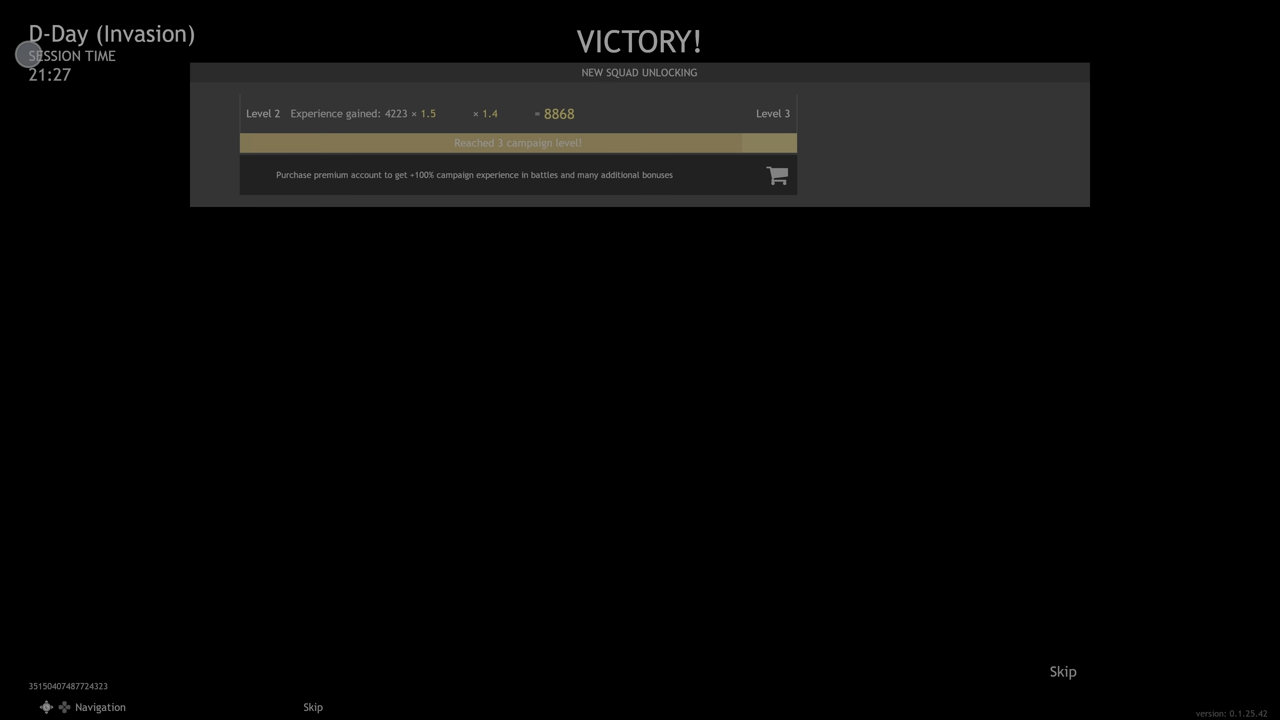 D-Day (Invasion)
SESSION TIME
21:27
VICTORY!
NEW SQUAD UNLOCKING
Level 2 Experience gained: 4223 × 1.5 × 1.4 = 8868 Level 3
Reached 3 campaign level!
Purchase premium account to get +100% campaign experience in battles and many additional bonuses
Skip
35150407487724323
Navigation Skip
version: 0.1.25.42